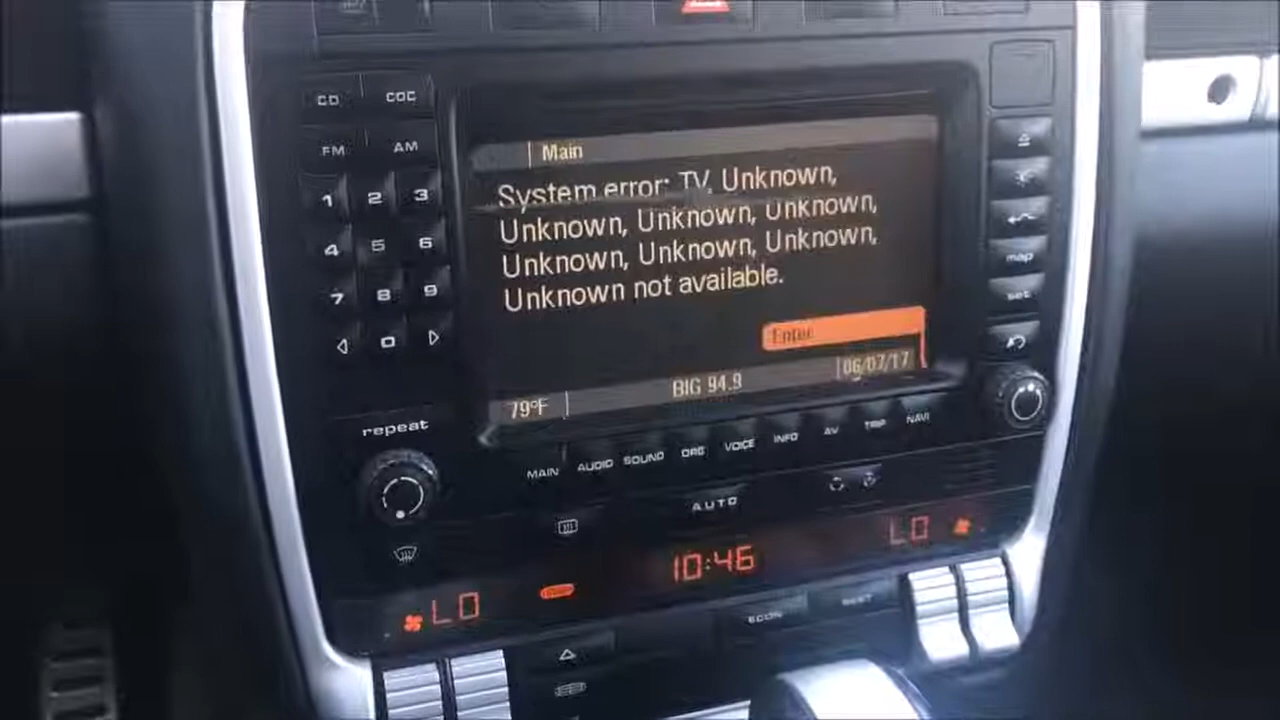 CD
CDC
FM
AM
1 2 3
4 5 6
7 8 9
0
repeat
Main
System error: TV, Unknown,
Unknown, Unknown, Unknown,
Unknown, Unknown, Unknown,
Unknown not available.
Enter
79°F
BIG 94.9
06/07/17
map
set
MAIN AUDIO SOUND ORG VOICE INFO AV TRIP NAVI
AUTO
LO
10:46
LO
ECON
REST